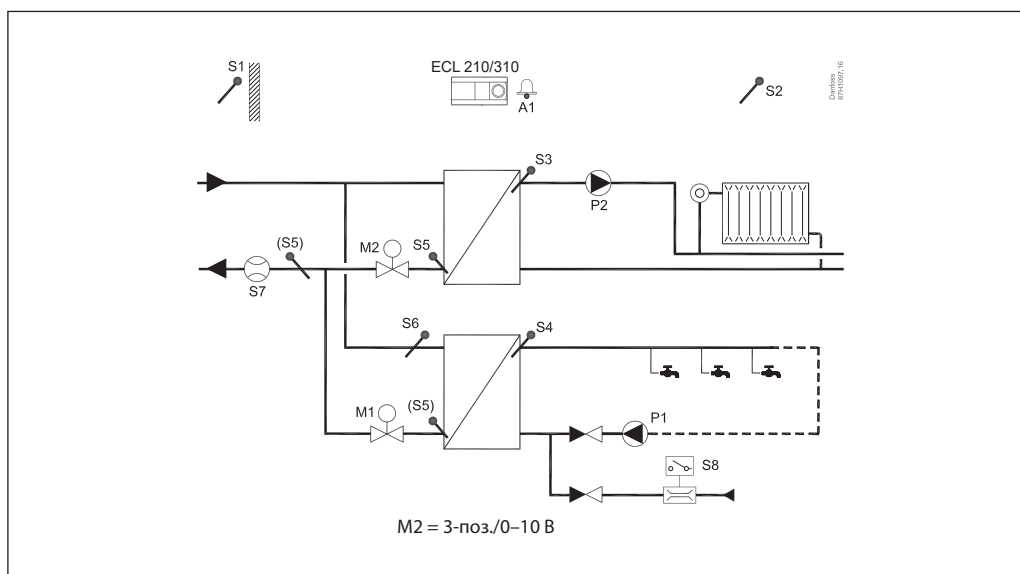 S1
ECL 210/310
A1
S2
Danfoss
87H1097.16
S3
P2
(S5)
M2
S5
S7
S6
S4
M1
(S5)
P1
S8
M2 = 3-поз./0–10 В